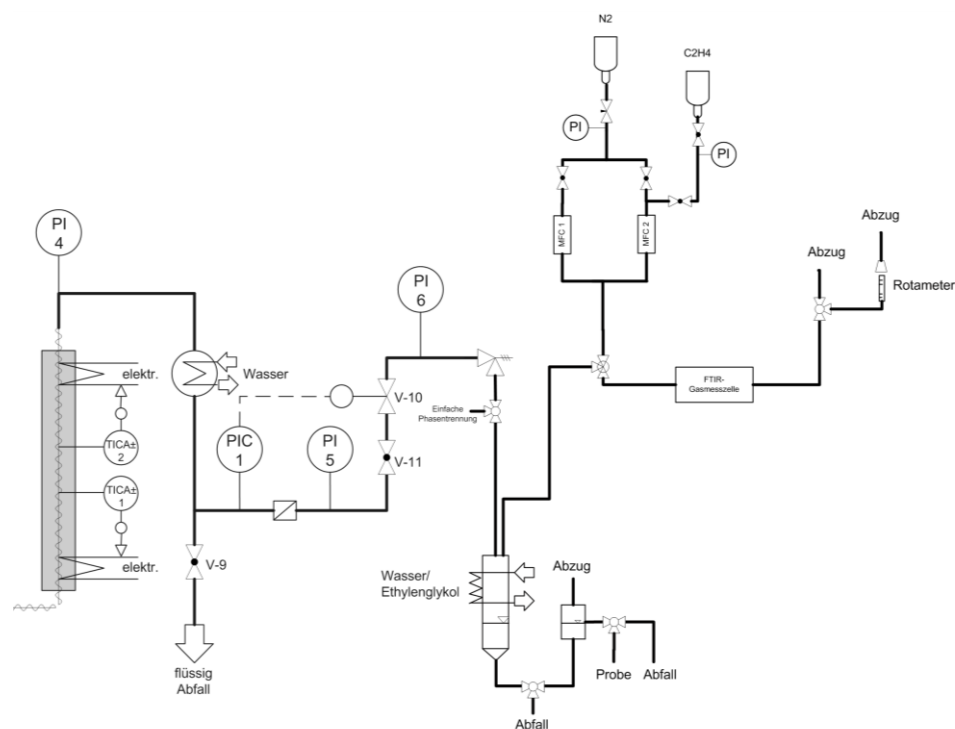 N2
C2H4
PI
PI
MFC 1
MFC 2
Abzug
Abzug
Rotameter
FTIR-
Gasmesszelle
PI
4
PI
6
elektr.
Wasser
V-10
Einfache
Phasentrennung
TICA±
2
PIC
1
PI
5
V-11
TICA±
1
elektr.
V-9
Wasser/
Ethylenglykol
Abzug
flüssig
Abfall
Probe
Abfall
Abfall